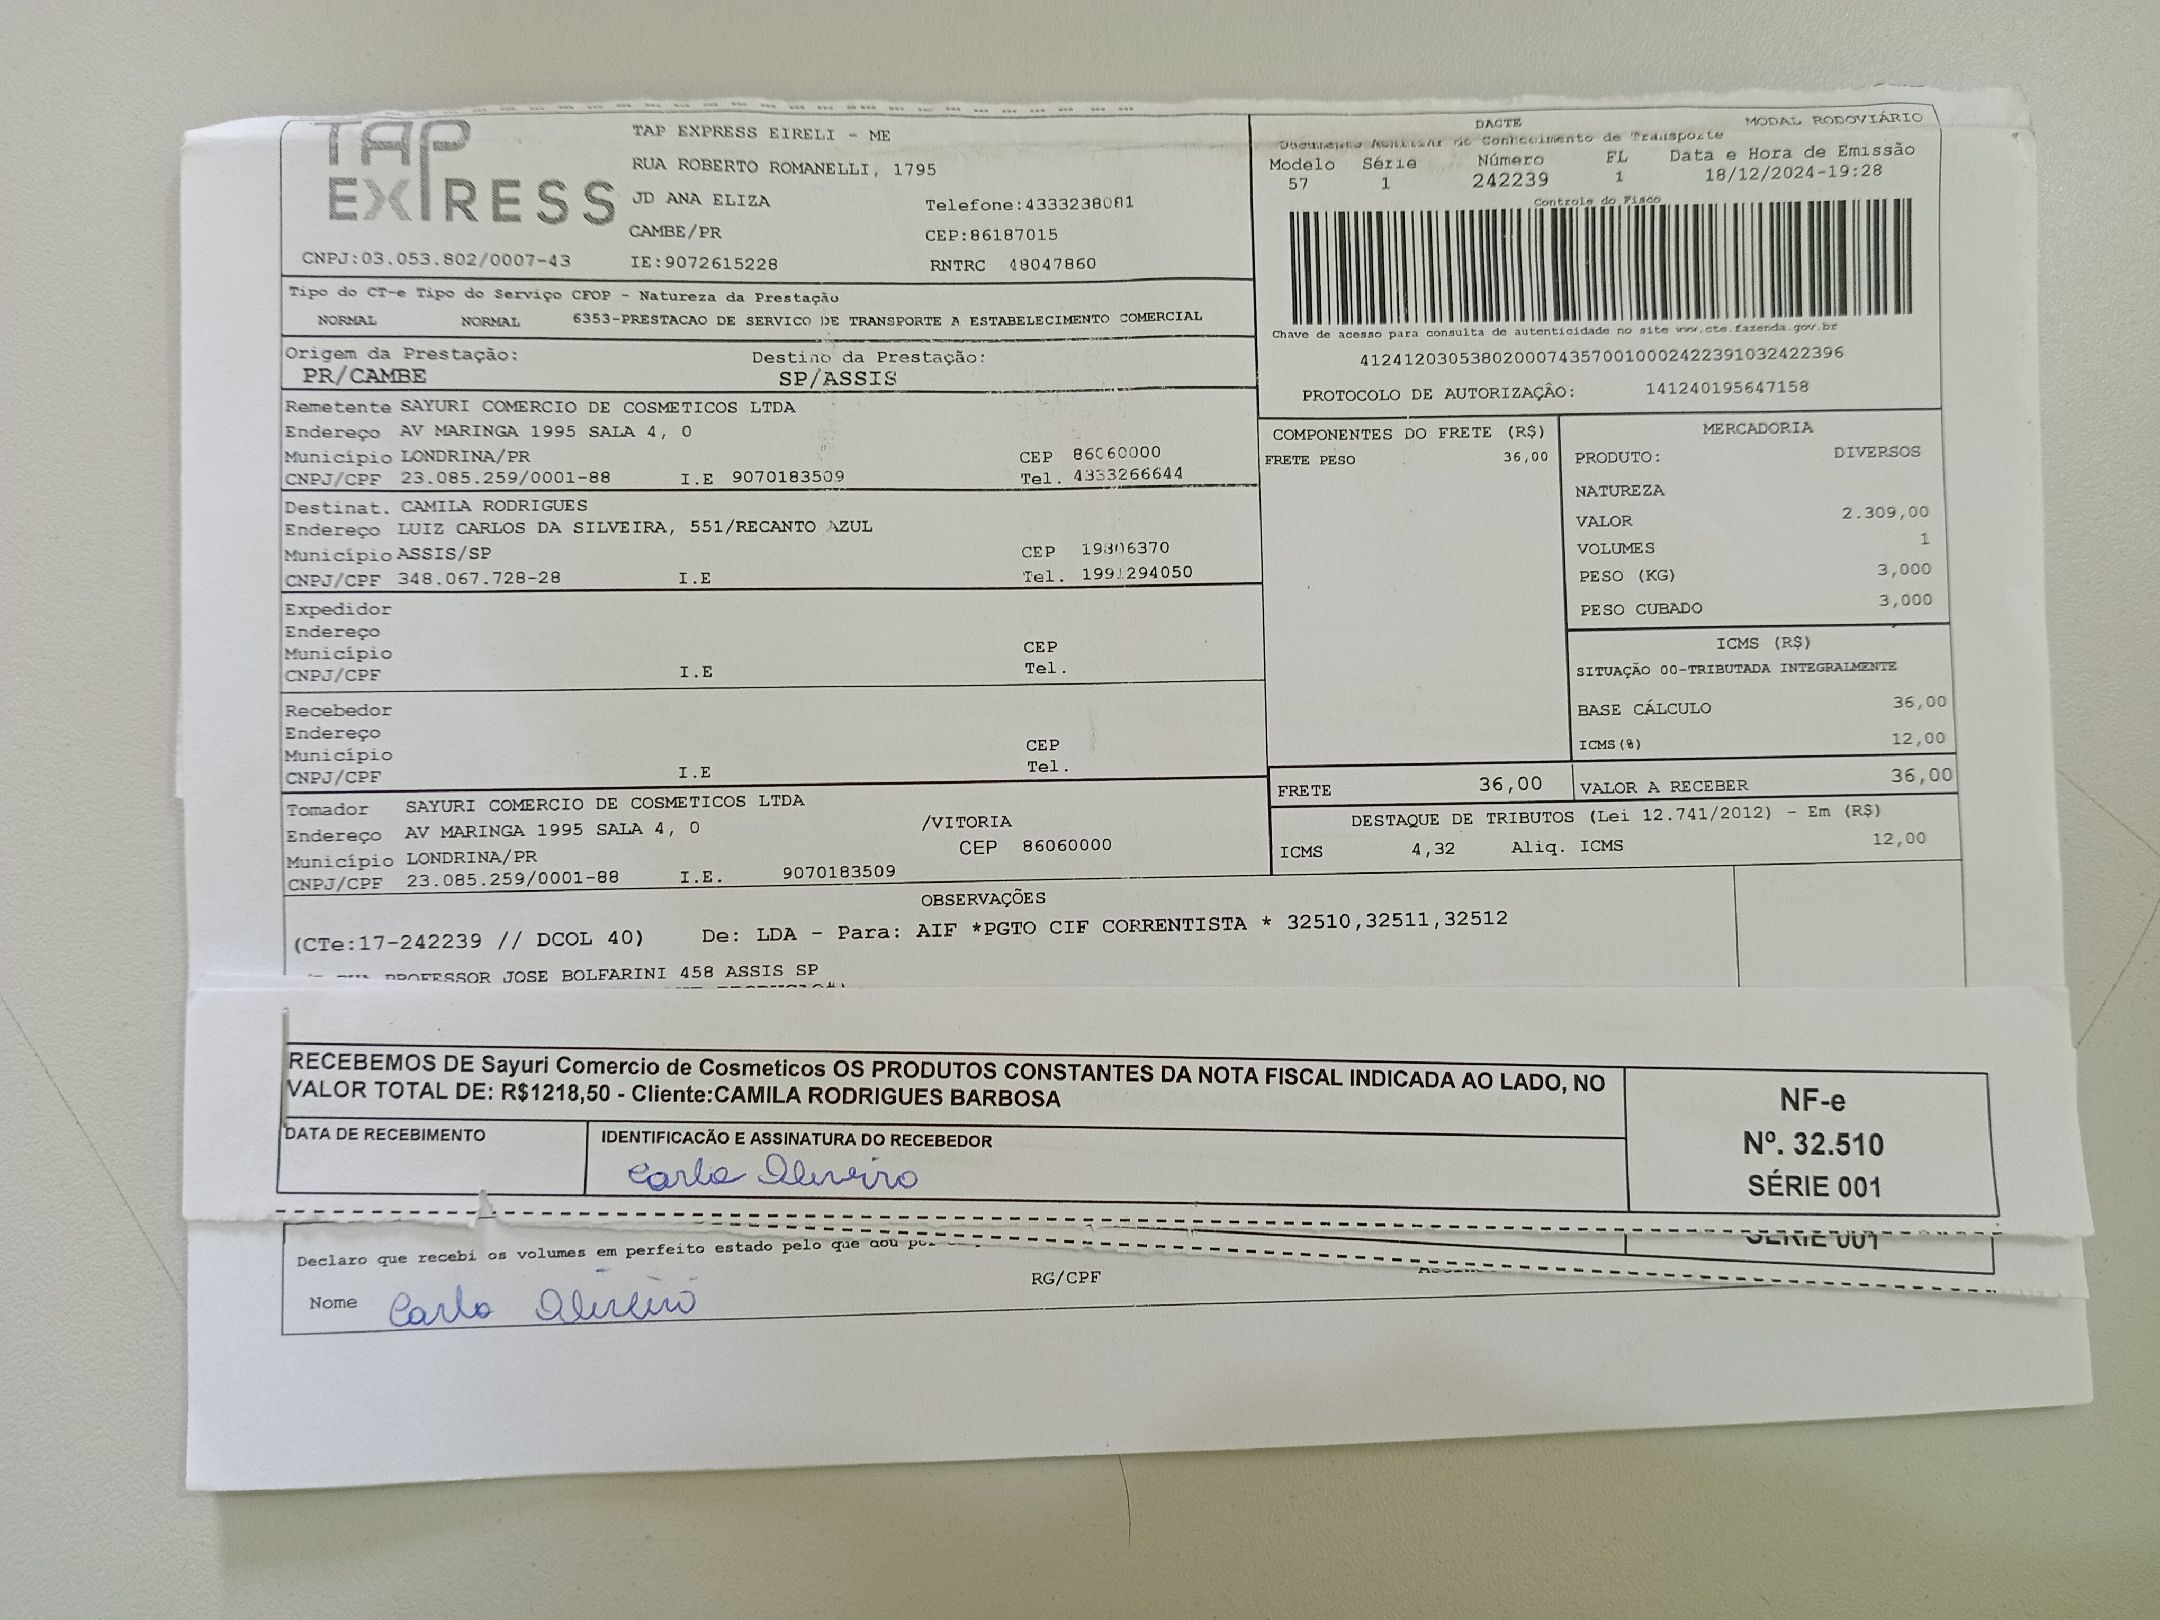 TAP EXPRESS
TAP EXPRESS EIRELI - ME
RUA ROBERTO ROMANELLI, 1795
JD ANA ELIZA Telefone:4333238081
CAMBE/PR CEP:86187015
CNPJ:03.053.802/0007-43 IE:9072615228 RNTRC 48047860
DACTE MODAL RODOVIÁRIO
Documento Auxiliar de Conhecimento de Transporte
Modelo Série Número FL Data e Hora de Emissão
57 1 242239 1 18/12/2024-19:28
Controle do Fisco
Chave de acesso para consulta de autenticidade no site www.cte.fazenda.gov.br
41241203053802000743570010002422391032422396
PROTOCOLO DE AUTORIZAÇÃO: 141240195647158
Tipo do CT-e Tipo do Serviço CFOP - Natureza da Prestação
NORMAL NORMAL 6353-PRESTACAO DE SERVICO DE TRANSPORTE A ESTABELECIMENTO COMERCIAL
Origem da Prestação: Destino da Prestação:
PR/CAMBE SP/ASSIS
Remetente SAYURI COMERCIO DE COSMETICOS LTDA
Endereço AV MARINGA 1995 SALA 4, 0
Município LONDRINA/PR CEP 86060000
CNPJ/CPF 23.085.259/0001-88 I.E 9070183509 Tel. 4333266644
Destinat. CAMILA RODRIGUES
Endereço LUIZ CARLOS DA SILVEIRA, 551/RECANTO AZUL
Município ASSIS/SP CEP 19806370
CNPJ/CPF 348.067.728-28 I.E Tel. 1991294050
Expedidor
Endereço
Município CEP
CNPJ/CPF I.E Tel.
Recebedor
Endereço
Município CEP
CNPJ/CPF I.E Tel.
Tomador SAYURI COMERCIO DE COSMETICOS LTDA
Endereço AV MARINGA 1995 SALA 4, 0 /VITORIA
Município LONDRINA/PR CEP 86060000
CNPJ/CPF 23.085.259/0001-88 I.E. 9070183509
COMPONENTES DO FRETE (R$)
FRETE PESO 36,00
MERCADORIA
PRODUTO: DIVERSOS
NATUREZA
VALOR 2.309,00
VOLUMES 1
PESO (KG) 3,000
PESO CUBADO 3,000
ICMS (R$)
SITUAÇÃO 00-TRIBUTADA INTEGRALMENTE
BASE CÁLCULO 36,00
ICMS(%) 12,00
FRETE 36,00 VALOR A RECEBER 36,00
DESTAQUE DE TRIBUTOS (Lei 12.741/2012) - Em (R$)
ICMS 4,32 Aliq. ICMS 12,00
OBSERVAÇÕES
(CTe:17-242239 // DCOL 40) De: LDA - Para: AIF *PGTO CIF CORRENTISTA * 32510,32511,32512
PROFESSOR JOSE BOLFARINI 458 ASSIS SP
RECEBEMOS DE Sayuri Comercio de Cosmeticos OS PRODUTOS CONSTANTES DA NOTA FISCAL INDICADA AO LADO, NO
VALOR TOTAL DE: R$1218,50 - Cliente:CAMILA RODRIGUES BARBOSA
DATA DE RECEBIMENTO IDENTIFICACÃO E ASSINATURA DO RECEBEDOR
Carla Oliveira
NF-e
Nº. 32.510
SÉRIE 001
SÉRIE 001
Declaro que recebi os volumes em perfeito estado pelo que dou
RG/CPF
Nome Carla Oliveira